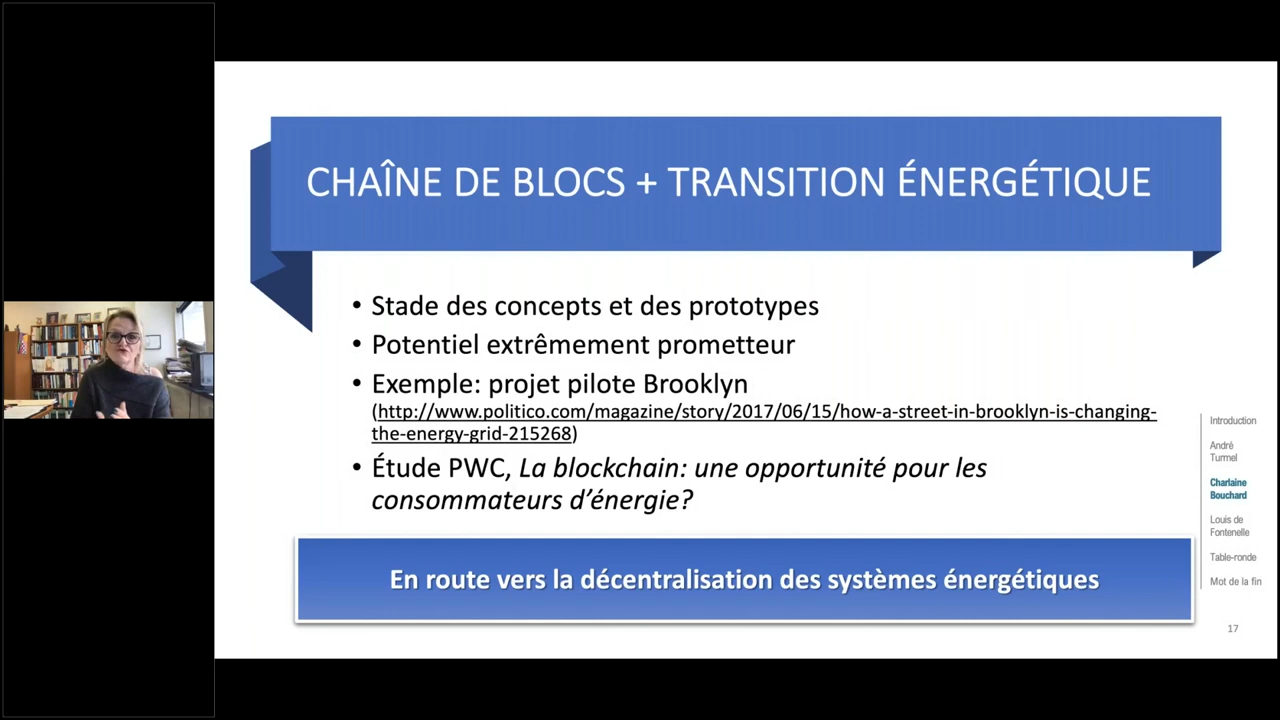 CHAÎNE DE BLOCS + TRANSITION ÉNERGÉTIQUE
• Stade des concepts et des prototypes
• Potentiel extrêmement prometteur
• Exemple: projet pilote Brooklyn
(http://www.politico.com/magazine/story/2017/06/15/how-a-street-in-brooklyn-is-changing-
the-energy-grid-215268)
• Étude PWC, La blockchain: une opportunité pour les
consommateurs d’énergie?
En route vers la décentralisation des systèmes énergétiques
Introduction
André
Turmel
Charlaine
Bouchard
Louis de
Fontenelle
Table-ronde
Mot de la fin
17